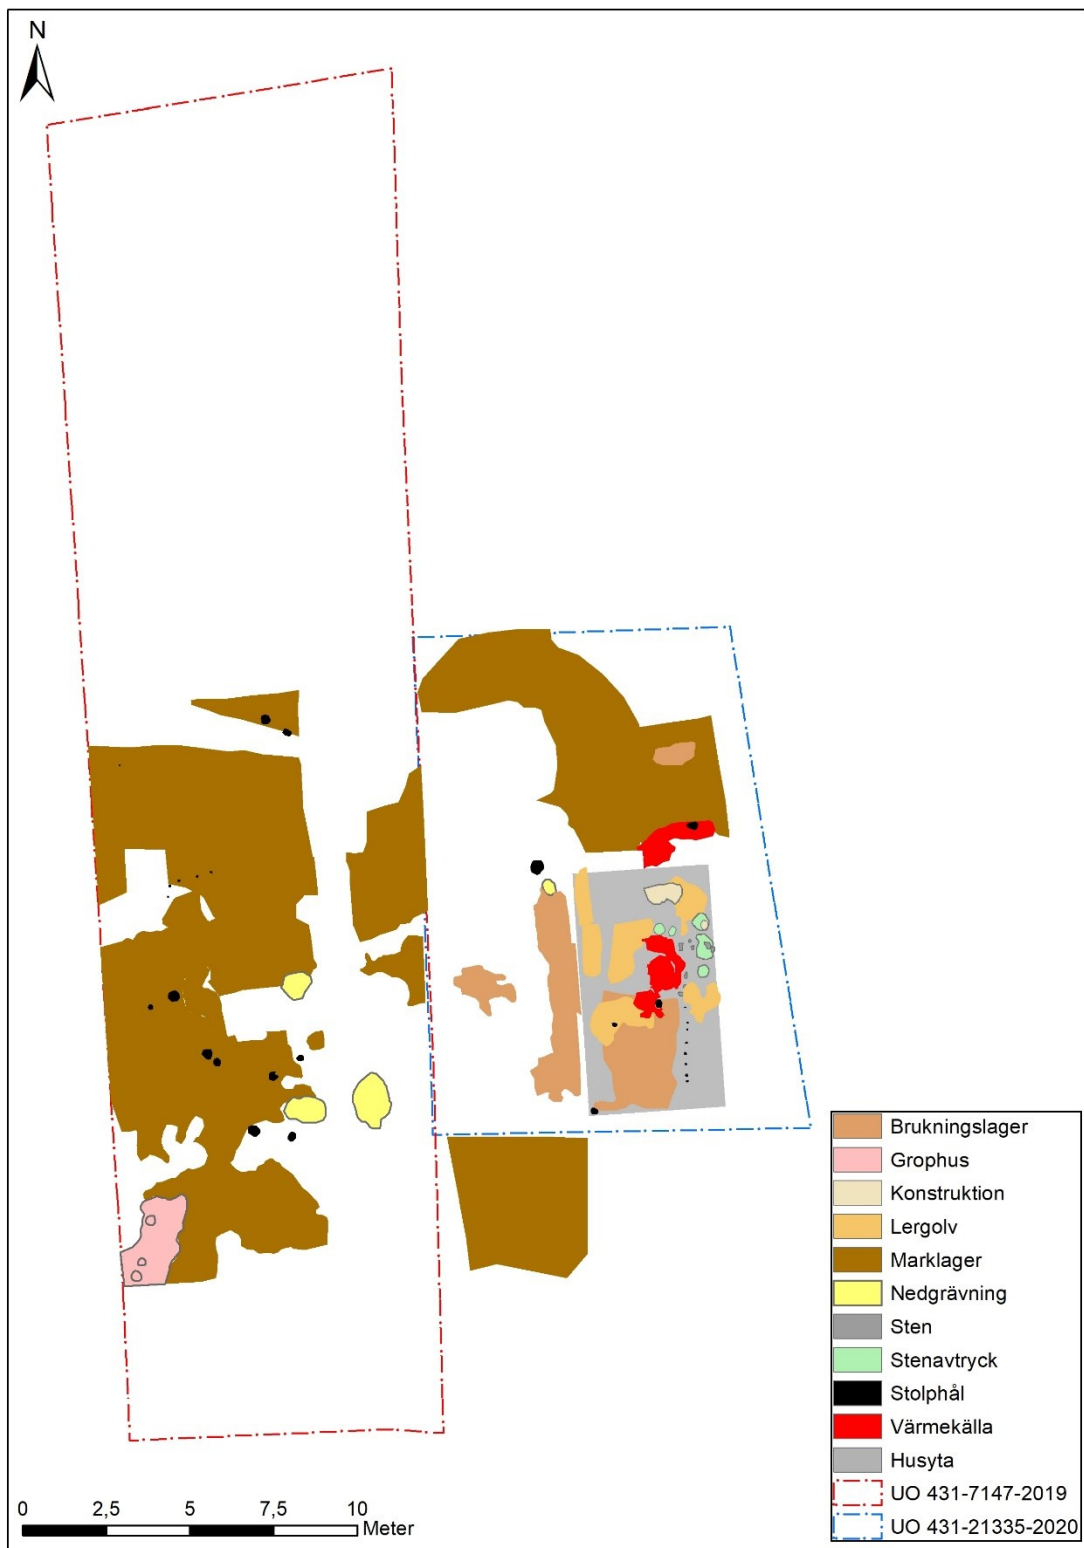 N
Brukningslager
Grophus
Konstruktion
Lergolv
Marklager
Nedgrävning
Sten
Stenavtryck
Stolphål
Värmekälla
Husyta
UO 431-7147-2019
UO 431-21335-2020
0 2,5 5 7,5 10
Meter